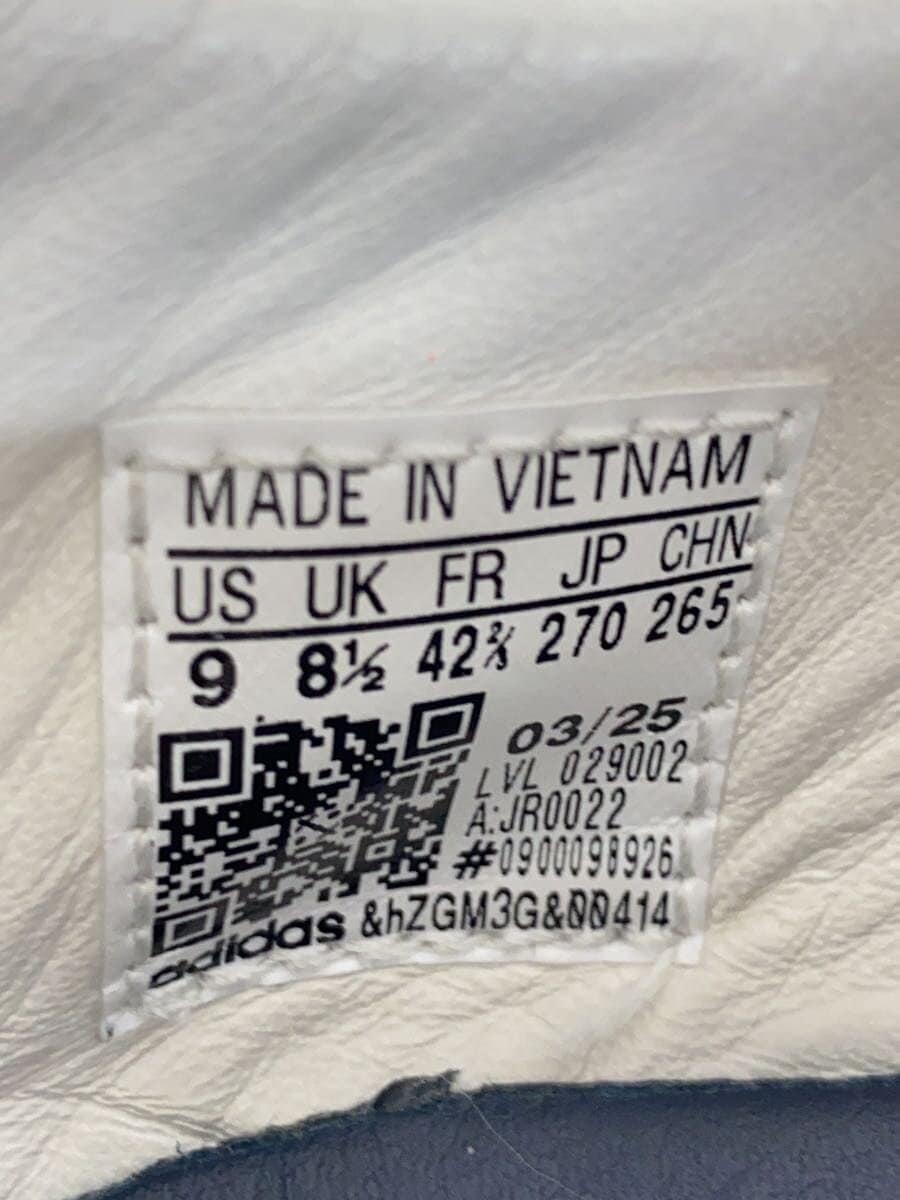 MADE IN VIETNAM
US UK FR JP CHN
9 8½ 42⅔ 270 265
03/25
LVL 029002
A:JR0022
#0900098926
adidas &hZGM3G&00414